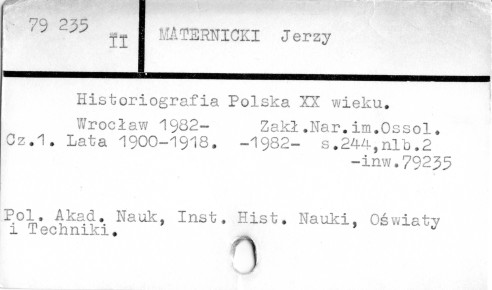 79 235
II
MATERNICKI Jerzy
Historiografia Polska XX wieku.
Wrocław 1982- Zakł.Nar.im.Ossol.
Cz.1. Lata 1900-1918. -1982- s.244,nlb.2
-inw.79235
Pol. Akad. Nauk, Inst. Hist. Nauki, Oświaty
i Techniki.